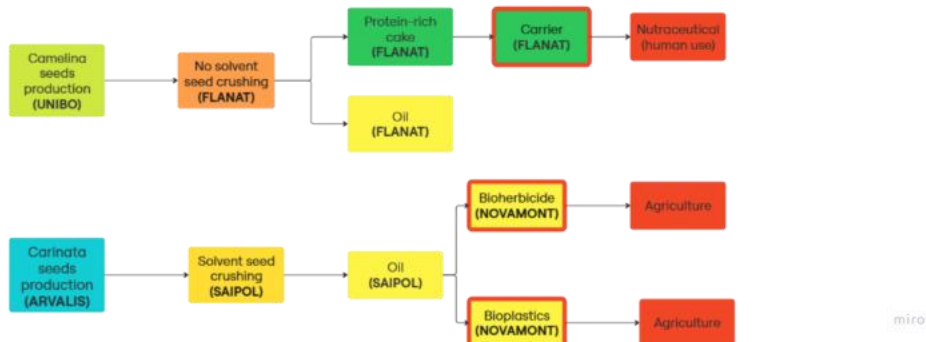 Camelina
seeds
production
(UNIBO)
No solvent
seed crushing
(FLANAT)
Protein-rich
cake
(FLANAT)
Carrier
(FLANAT)
Nutraceutical
(human use)
Oil
(FLANAT)
Carinata
seeds
production
(ARVALIS)
Solvent seed
crushing
(SAIPOL)
Oil
(SAIPOL)
Bioherbicide
(NOVAMONT)
Agriculture
Bioplastics
(NOVAMONT)
Agriculture
miro